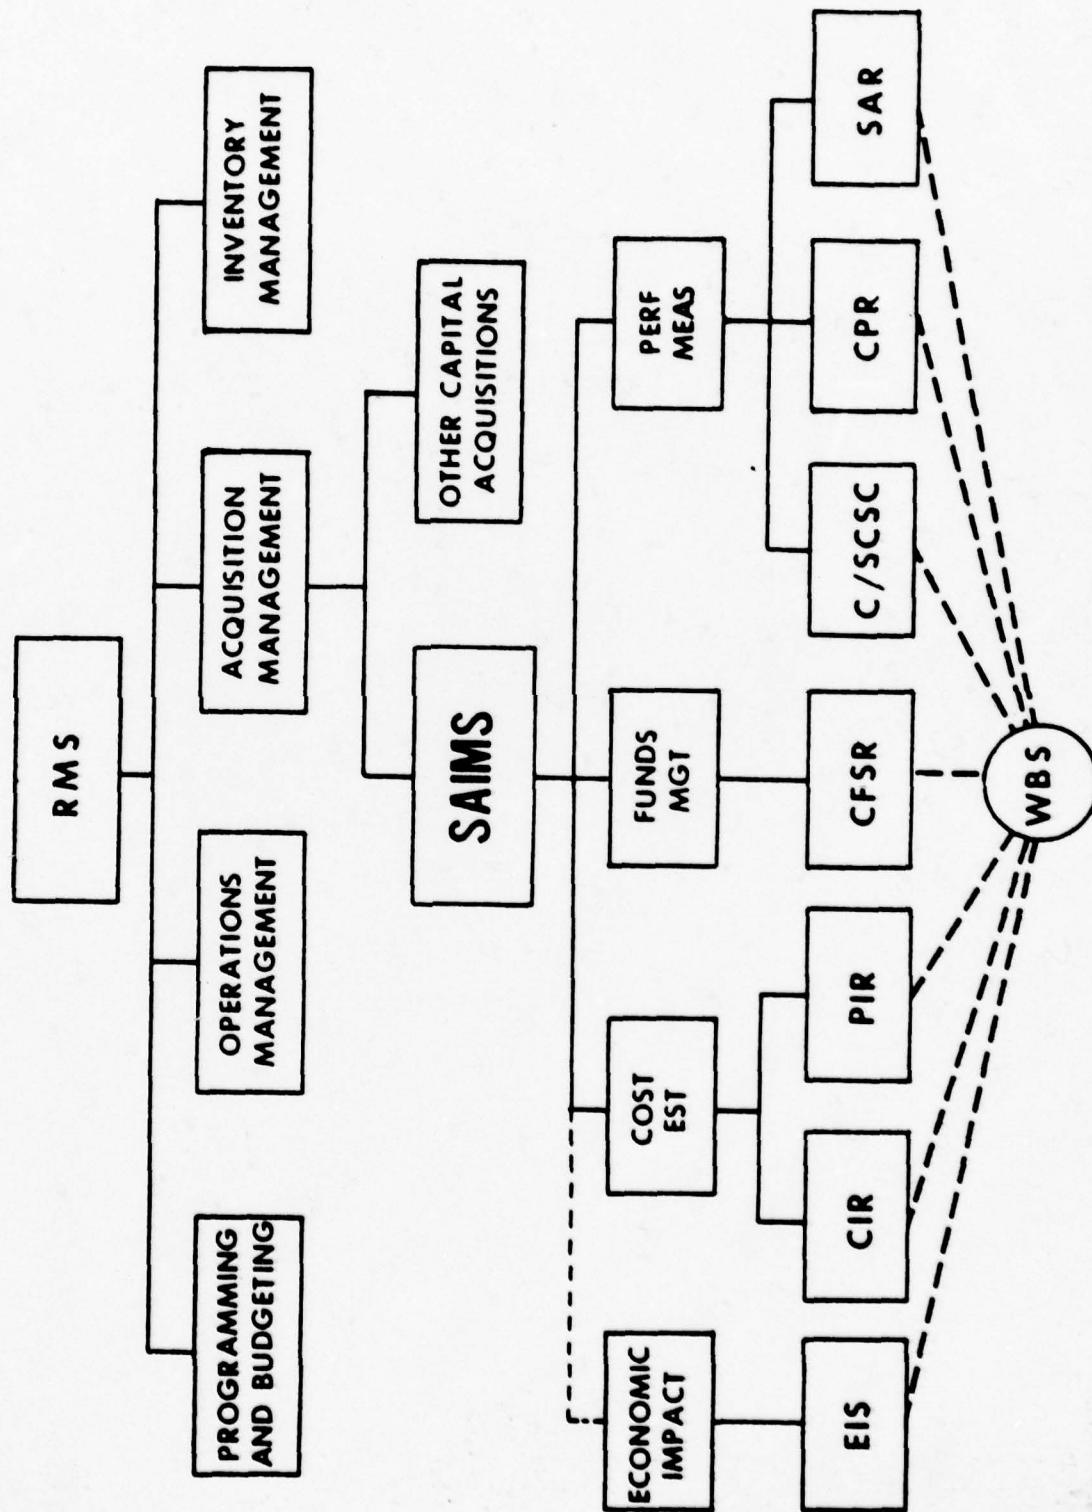 RMS
PROGRAMMING
AND BUDGETING
OPERATIONS
MANAGEMENT
ACQUISITION
MANAGEMENT
INVENTORY
MANAGEMENT
SAIMS
OTHER CAPITAL
ACQUISITIONS
ECONOMIC
IMPACT
COST
EST
FUNDS
MGT
PERF
MEAS
EIS
CIR
PIR
CFSR
C/SCSC
CPR
SAR
WBS